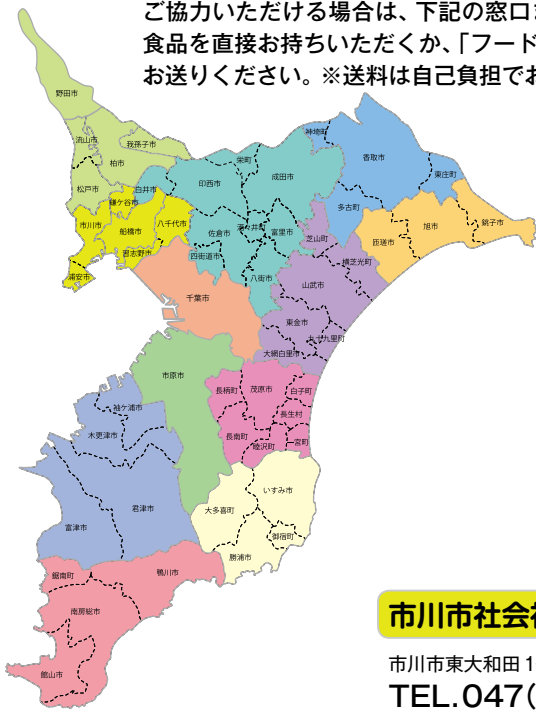 ご協力いただける場合は、下記の窓口
食品を直接お持ちいただくか、「フード
お送りください。※送料は自己負担でお
野田市
流山市
我孫子市
柏市
松戸市
鎌ケ谷市
白井市
市川市
船橋市
八千代市
習志野市
浦安市
印西市
栄町
成田市
佐倉市
酒々井町
富里市
四街道市
八街市
神崎町
香取市
東庄町
多古町
匝瑳市
旭市
銚子市
芝山町
横芝光町
山武市
東金市
九十九里町
大網白里市
千葉市
市原市
長柄町
茂原市
白子町
長生村
長南町
睦沢町
一宮町
袖ケ浦市
木更津市
君津市
富津市
いすみ市
大多喜町
御宿町
勝浦市
鋸南町
鴨川市
南房総市
館山市
市川市社会
市川市東大和田1
TEL.047(